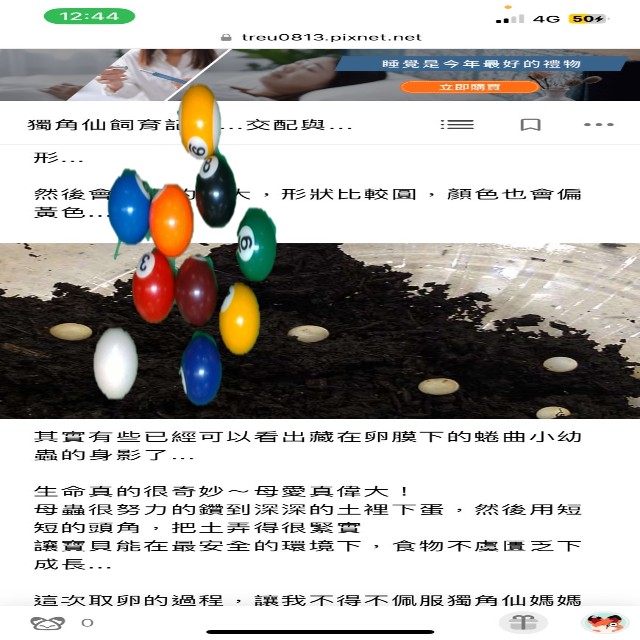 12:44
4G 50
treu0813.pixnet.net
睡覺是今年最好的禮物
立即購買
獨角仙飼育記...交配與...
形...
然後會 的 大，形狀比較圓，顏色也會偏
黃色...
9
8
6
3
其實有些已經可以看出藏在卵膜下的蜷曲小幼
蟲的身影了...
生命真的很奇妙～母愛真偉大！
母蟲很努力的鑽到深深的土裡下蛋，然後用短
短的頭角，把土弄得很緊實
讓寶貝能在最安全的環境下，食物不虞匱乏下
成長...
這次取卵的過程，讓我不得不佩服獨角仙媽媽
0